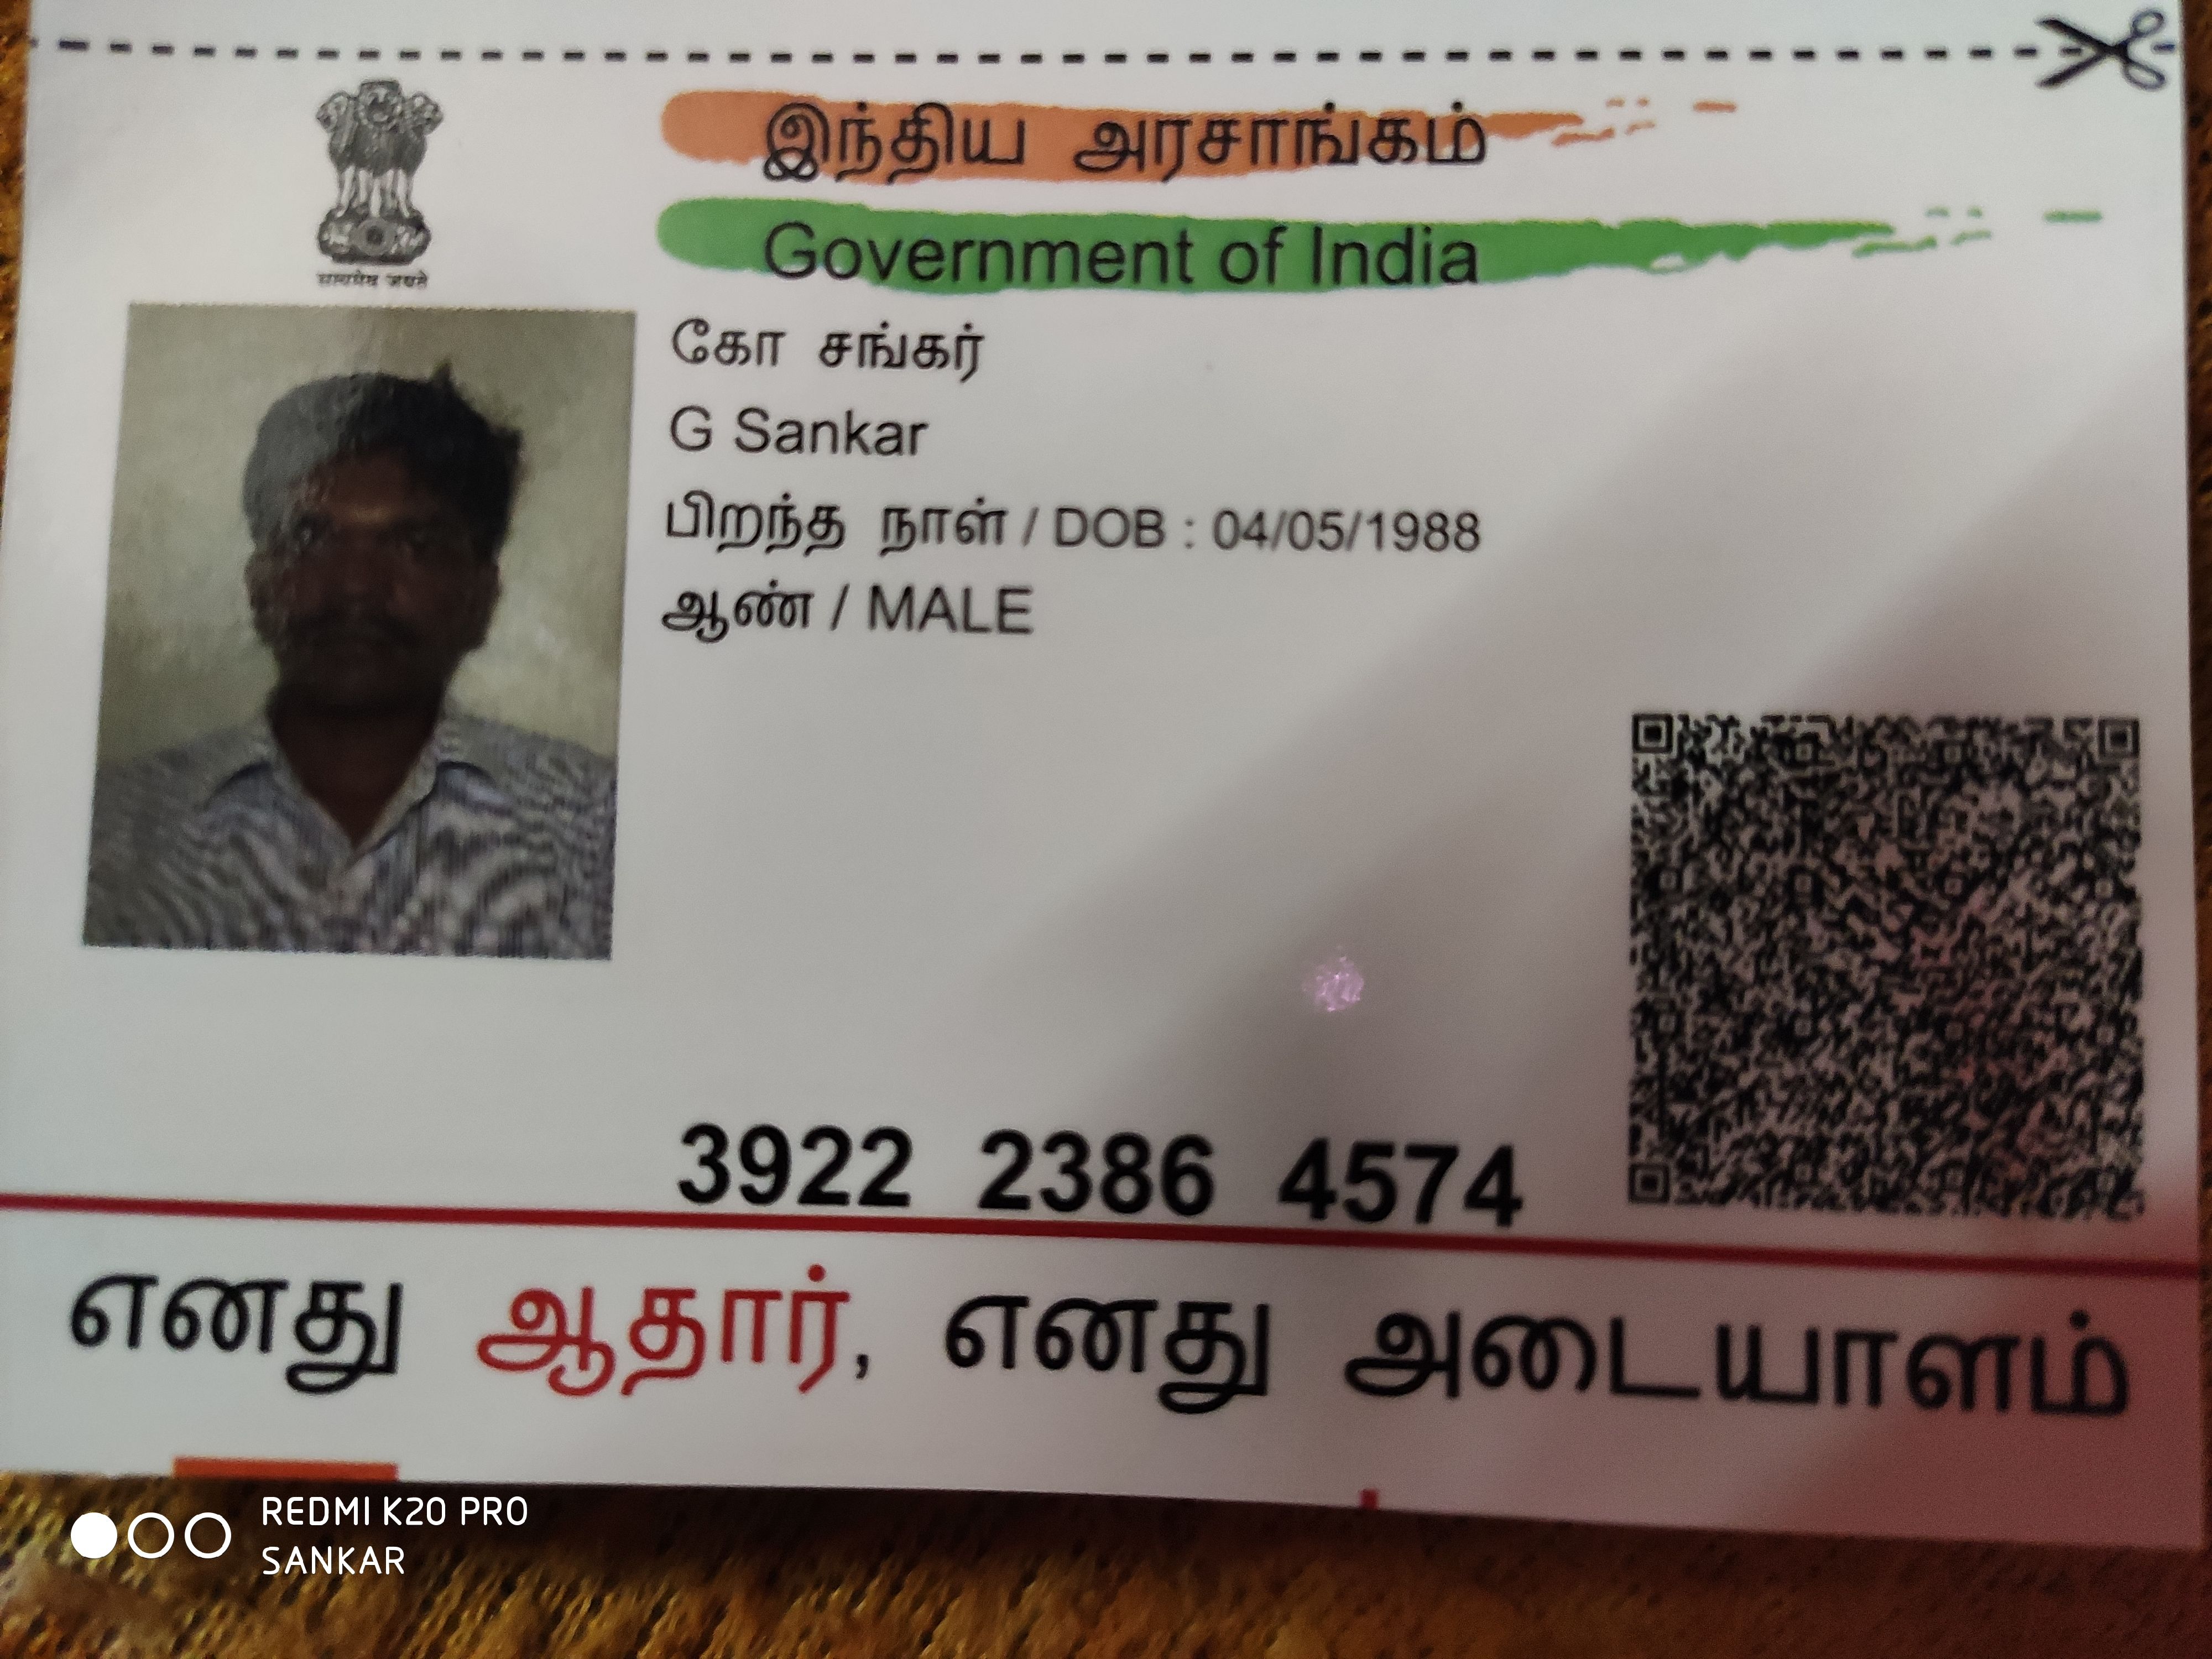 सत्यमेव जयते
இந்திய அரசாங்கம்
Government of India
கோ சங்கர்
G Sankar
பிறந்த நாள் / DOB : 04/05/1988
ஆண் / MALE
3922 2386 4574
எனது ஆதார், எனது அடையாளம்
REDMI K20 PRO
SANKAR